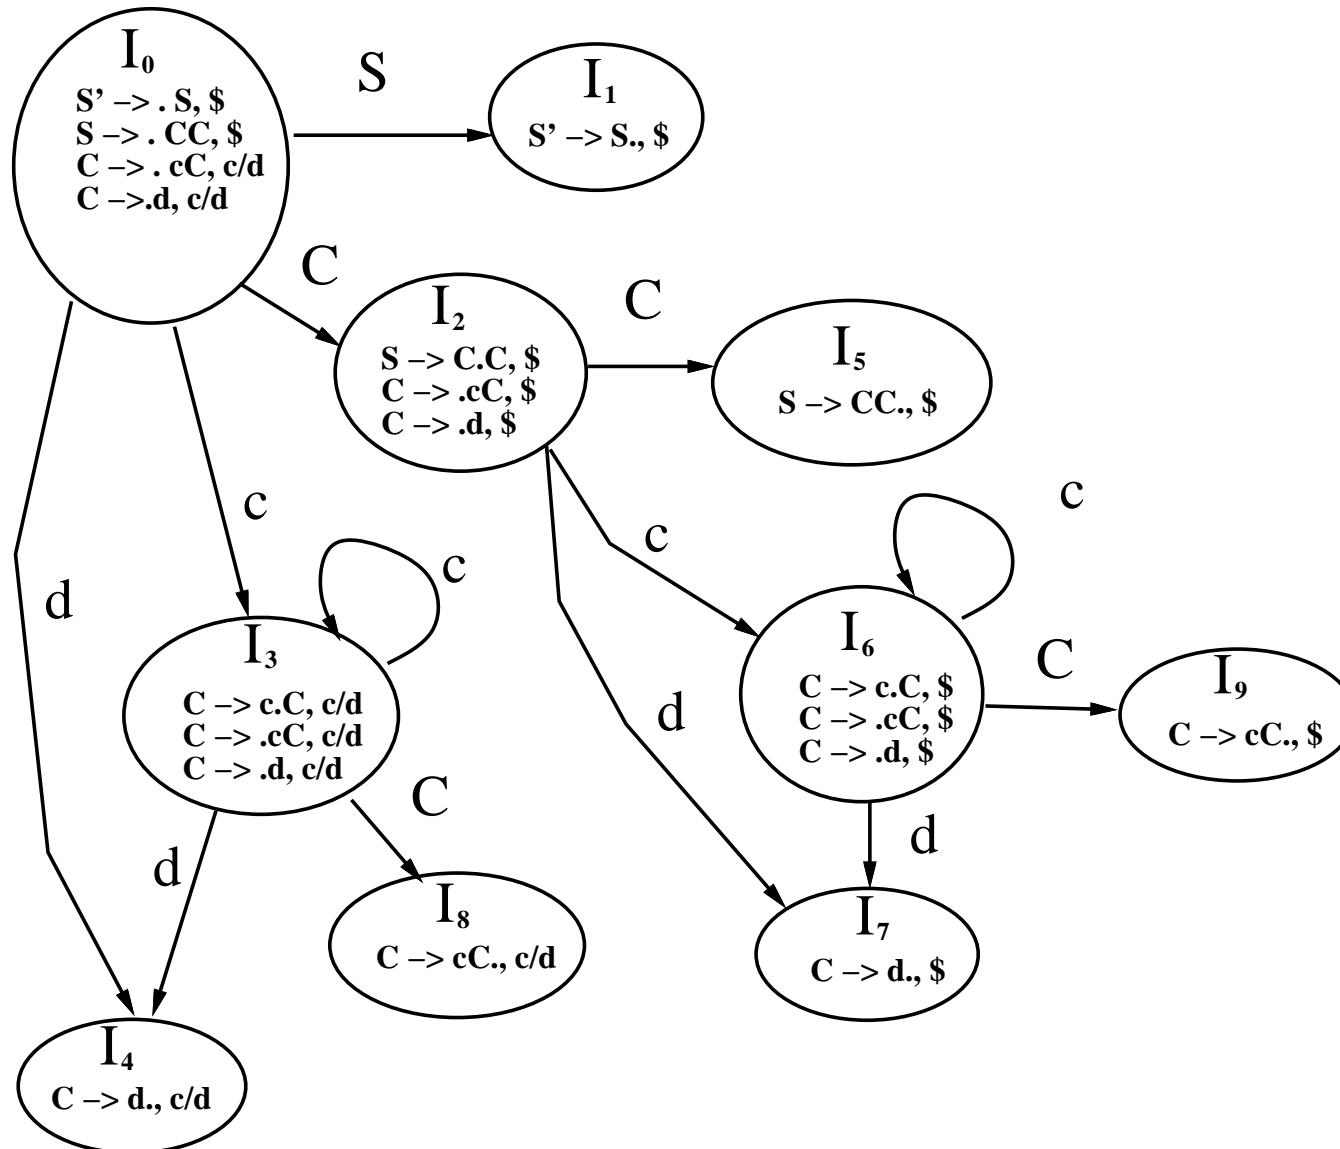 I0
S’ –> . S, $
S –> . CC, $
C –> . cC, c/d
C –>.d, c/d
S
I1
S’ –> S., $
C
I2
S –> C.C, $
C –> .cC, $
C –> .d, $
C
I5
S –> CC., $
c
d
c
I3
C –> c.C, c/d
C –> .cC, c/d
C –> .d, c/d
c
d
c
I6
C –> c.C, $
C –> .cC, $
C –> .d, $
C
I9
C –> cC., $
d
C
I8
C –> cC., c/d
d
I7
C –> d., $
I4
C –> d., c/d